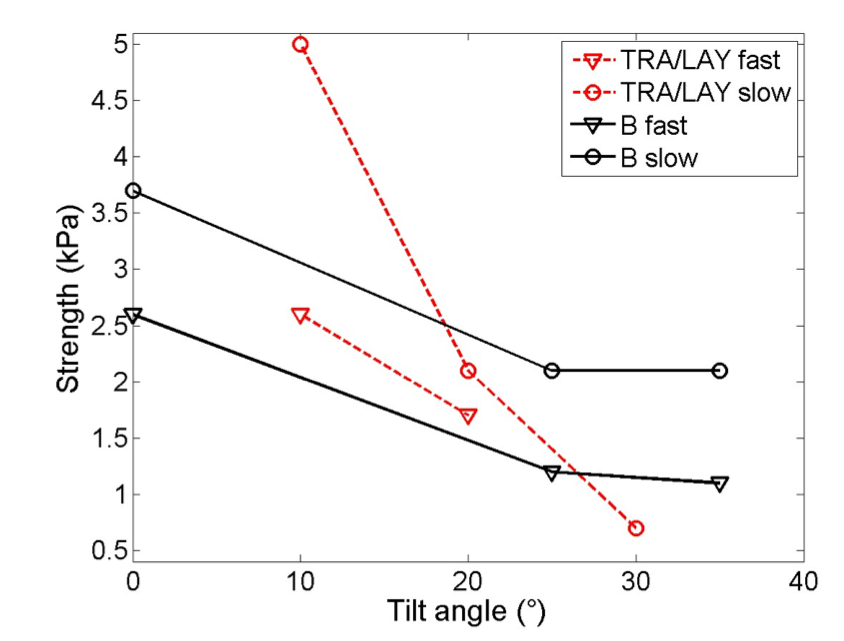 5
4.5
4
3.5
3
2.5
2
1.5
1
0.5
0
10
20
30
40
Strength (kPa)
Tilt angle (°)
TRA/LAY fast
TRA/LAY slow
B fast
B slow